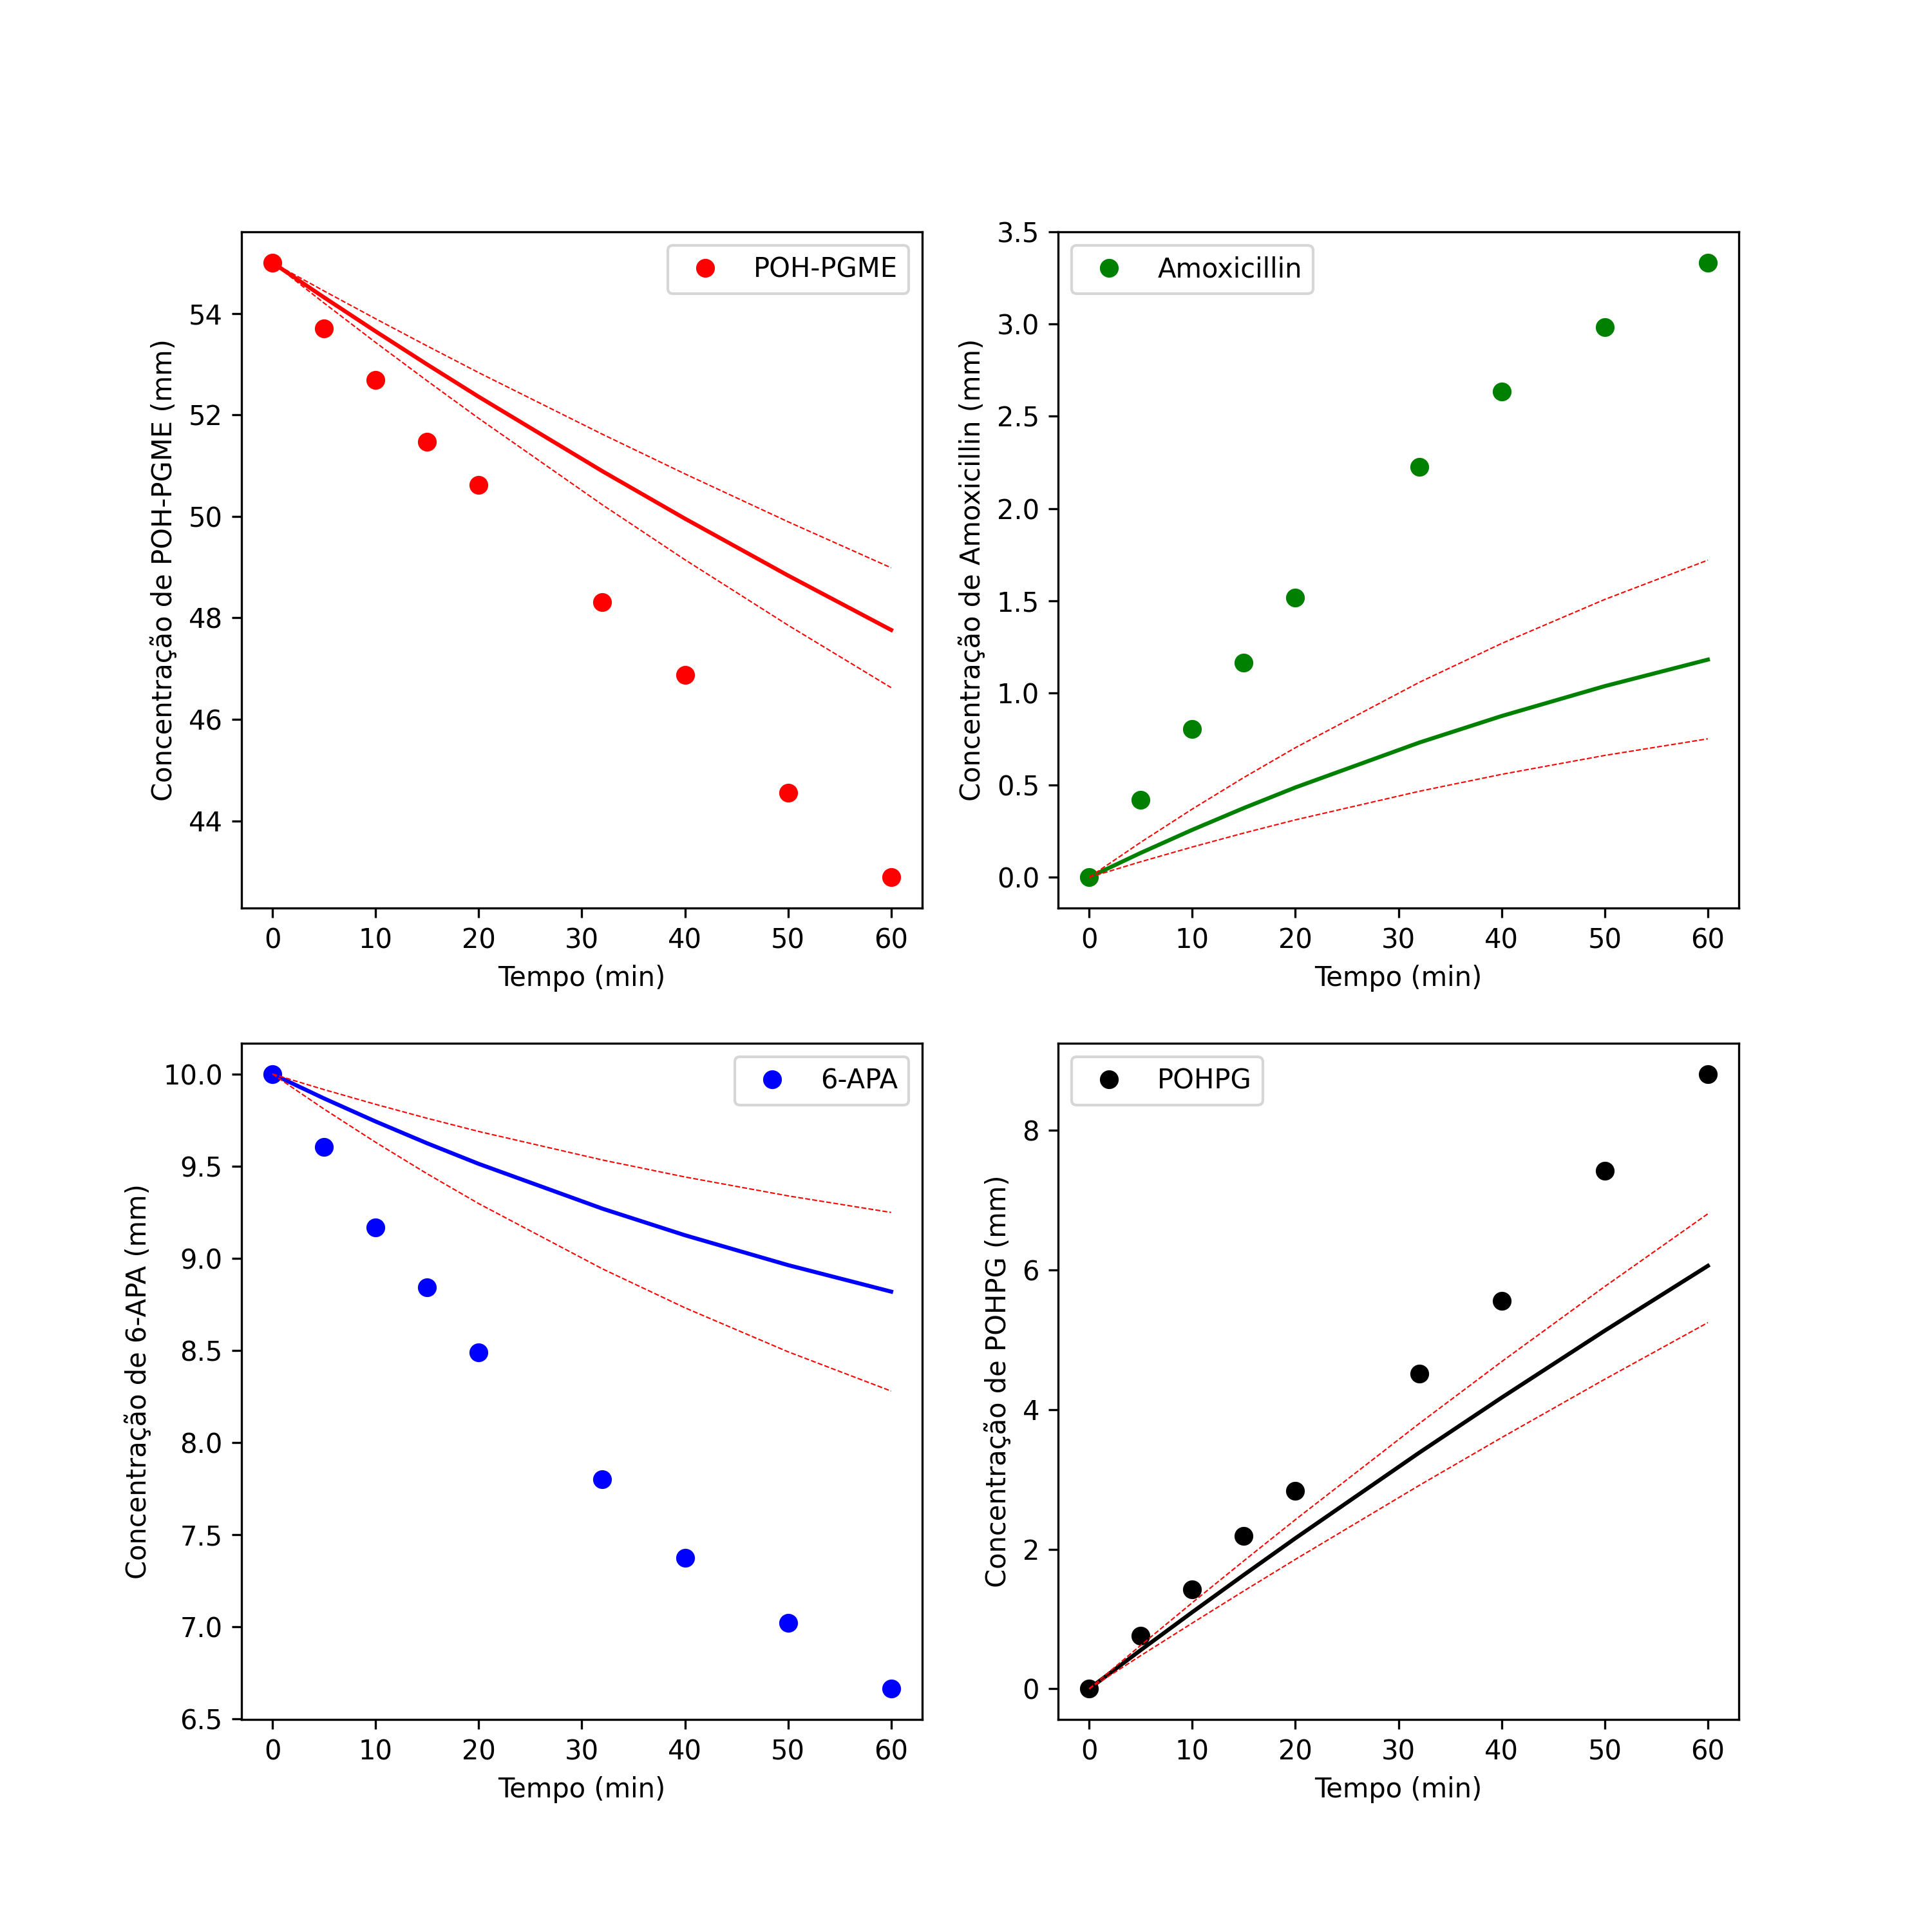 POH-PGME
Concentração de POH-PGME (mm)
54
52
50
48
46
44
0 10 20 30 40 50 60
Tempo (min)
Amoxicillin
Concentração de Amoxicillin (mm)
3.5
3.0
2.5
2.0
1.5
1.0
0.5
0.0
0 10 20 30 40 50 60
Tempo (min)
6-APA
Concentração de 6-APA (mm)
10.0
9.5
9.0
8.5
8.0
7.5
7.0
6.5
0 10 20 30 40 50 60
Tempo (min)
POHPG
Concentração de POHPG (mm)
8
6
4
2
0
0 10 20 30 40 50 60
Tempo (min)